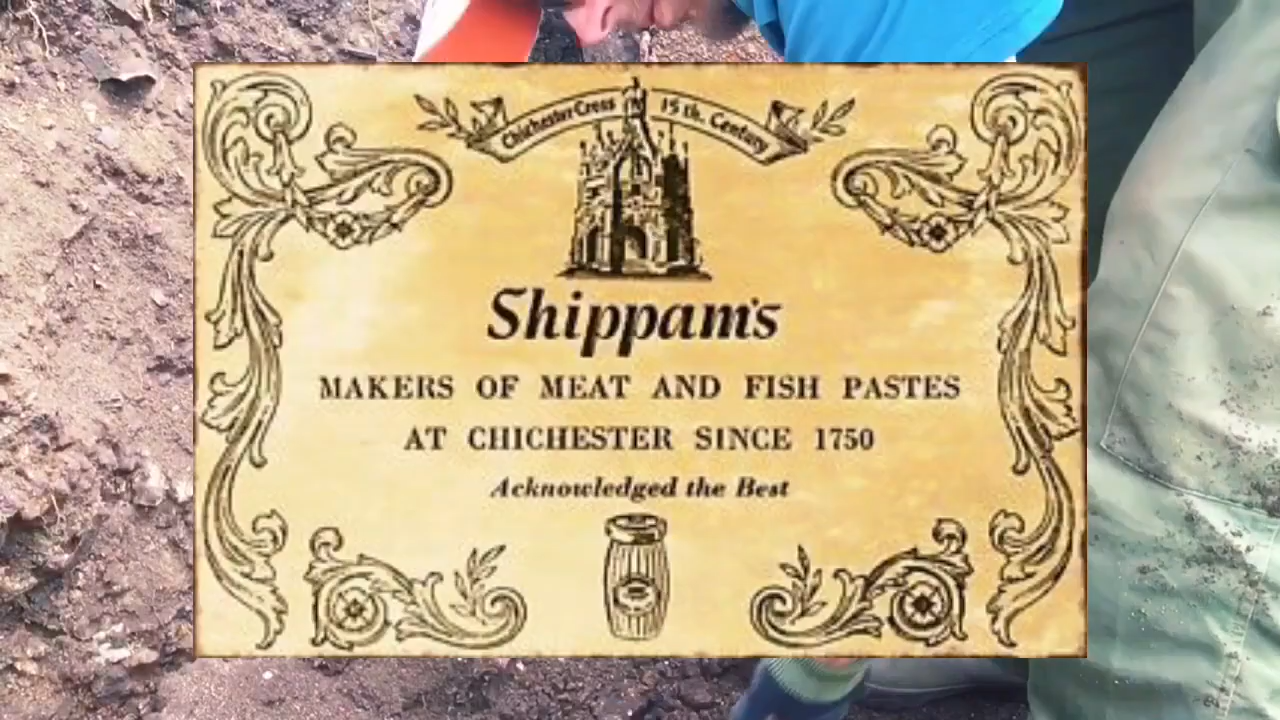 Chichester Cross 15th. Century
Shippam's
MAKERS OF MEAT AND FISH PASTES
AT CHICHESTER SINCE 1750
Acknowledged the Best